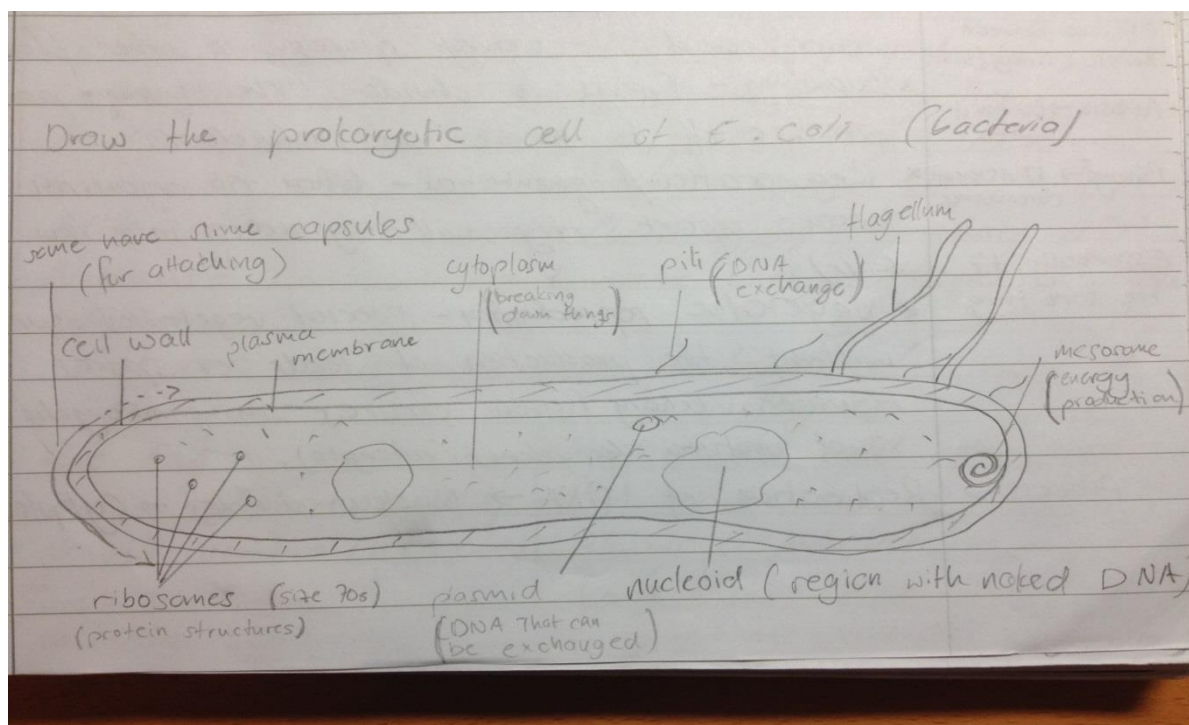 Draw the prokaryotic cell of E. coli (bacteria)
some have slime capsules
(for attaching)
cell wall
plasma
membrane
cytoplasm
(breaking
down things)
pili (DNA
exchange)
flagellum
mesosome
(energy
production)
ribosomes (size 70s)
(protein structures)
plasmid
(DNA That can
be exchanged)
nucleoid (region with naked DNA)